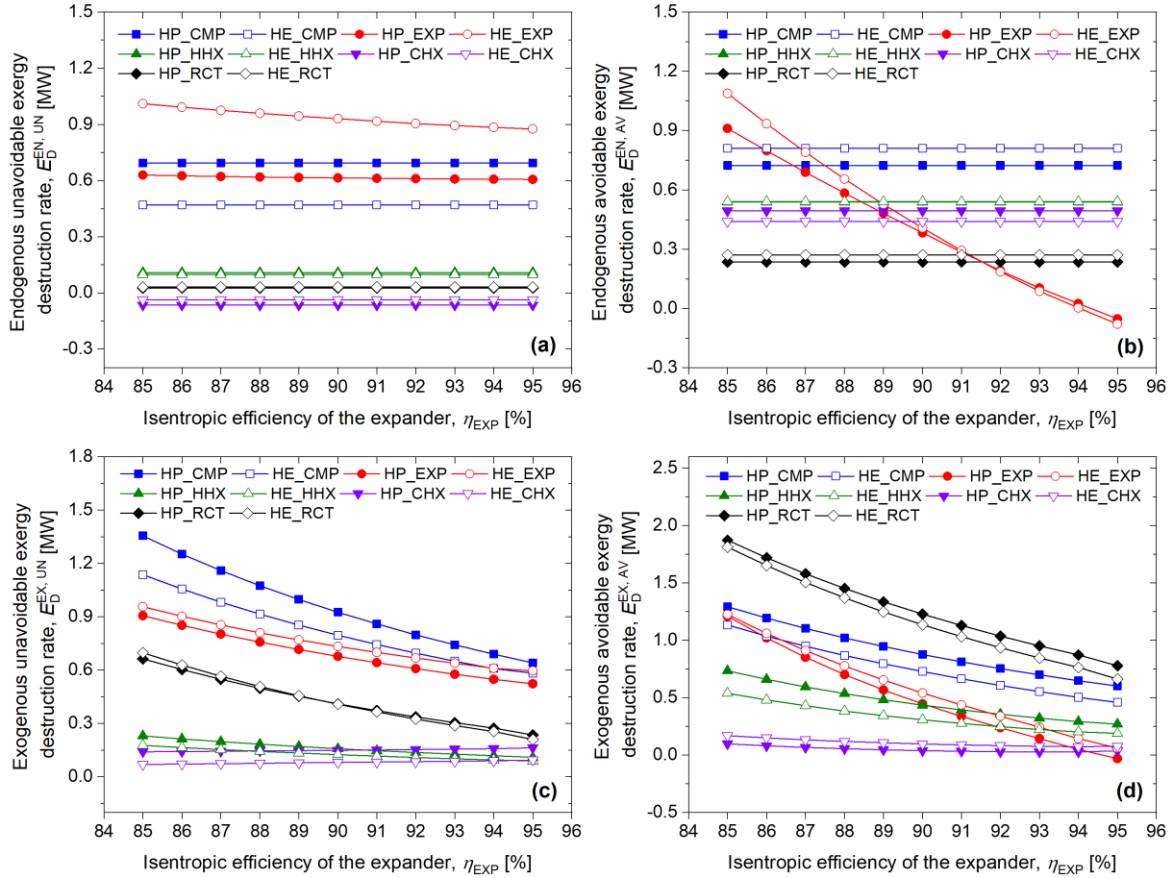 1.5
1.2
0.9
0.6
0.3
0.0
-0.3
Endogenous unavoidable exergy
destruction rate, E_D^EN, UN [MW]
HP_CMP HE_CMP HP_EXP HE_EXP
HP_HHX HE_HHX HP_CHX HE_CHX
HP_RCT HE_RCT
(a)
84 85 86 87 88 89 90 91 92 93 94 95 96
Isentropic efficiency of the expander, η_EXP [%]
1.5
1.2
0.9
0.6
0.3
0.0
-0.3
Endogenous avoidable exergy
destruction rate, E_D^EN, AV [MW]
HP_CMP HE_CMP HP_EXP HE_EXP
HP_HHX HE_HHX HP_CHX HE_CHX
HP_RCT HE_RCT
(b)
84 85 86 87 88 89 90 91 92 93 94 95 96
Isentropic efficiency of the expander, η_EXP [%]
1.8
1.5
1.2
0.9
0.6
0.3
0.0
Exogenous unavoidable exergy
destruction rate, E_D^EX, UN [MW]
HP_CMP HE_CMP HP_EXP HE_EXP
HP_HHX HE_HHX HP_CHX HE_CHX
HP_RCT HE_RCT
(c)
84 85 86 87 88 89 90 91 92 93 94 95 96
Isentropic efficiency of the expander, η_EXP [%]
2.5
2.0
1.5
1.0
0.5
0.0
-0.5
Exogenous avoidable exergy
destruction rate, E_D^EX, AV [MW]
HP_CMP HE_CMP HP_EXP HE_EXP
HP_HHX HE_HHX HP_CHX HE_CHX
HP_RCT HE_RCT
(d)
84 85 86 87 88 89 90 91 92 93 94 95 96
Isentropic efficiency of the expander, η_EXP [%]